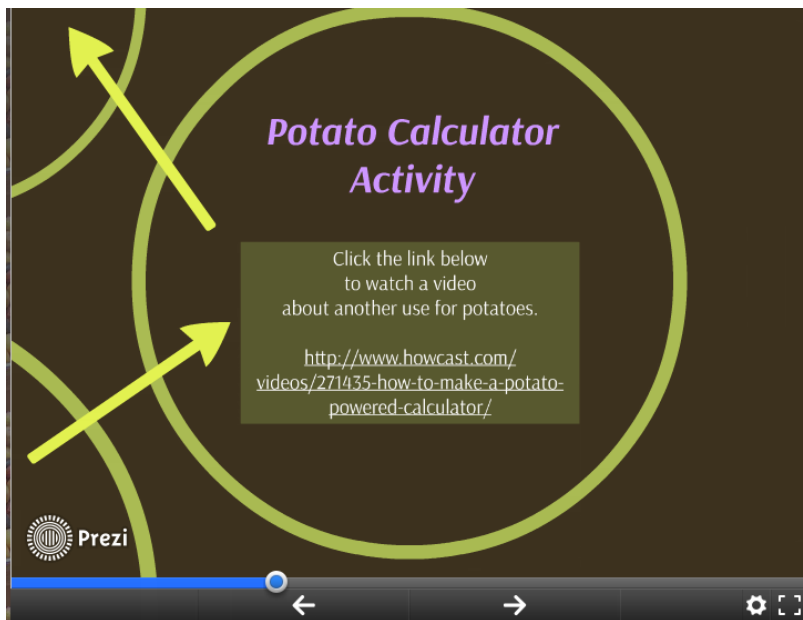 Potato Calculator
Activity
Click the link below
to watch a video
about another use for potatoes.
http://www.howcast.com/
videos/271435-how-to-make-a-potato-
powered-calculator/
Prezi